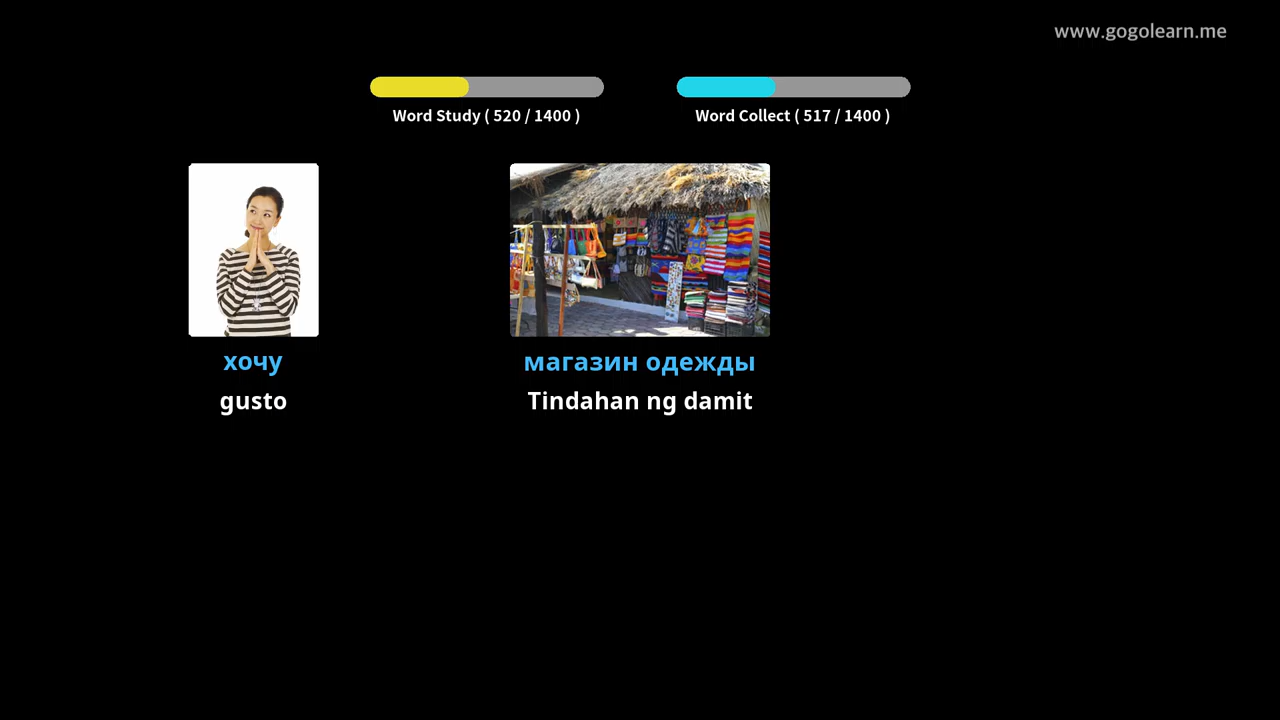 www.gogolearn.me
Word Study ( 520 / 1400 )
Word Collect ( 517 / 1400 )
хочу
gusto
магазин одежды
Tindahan ng damit